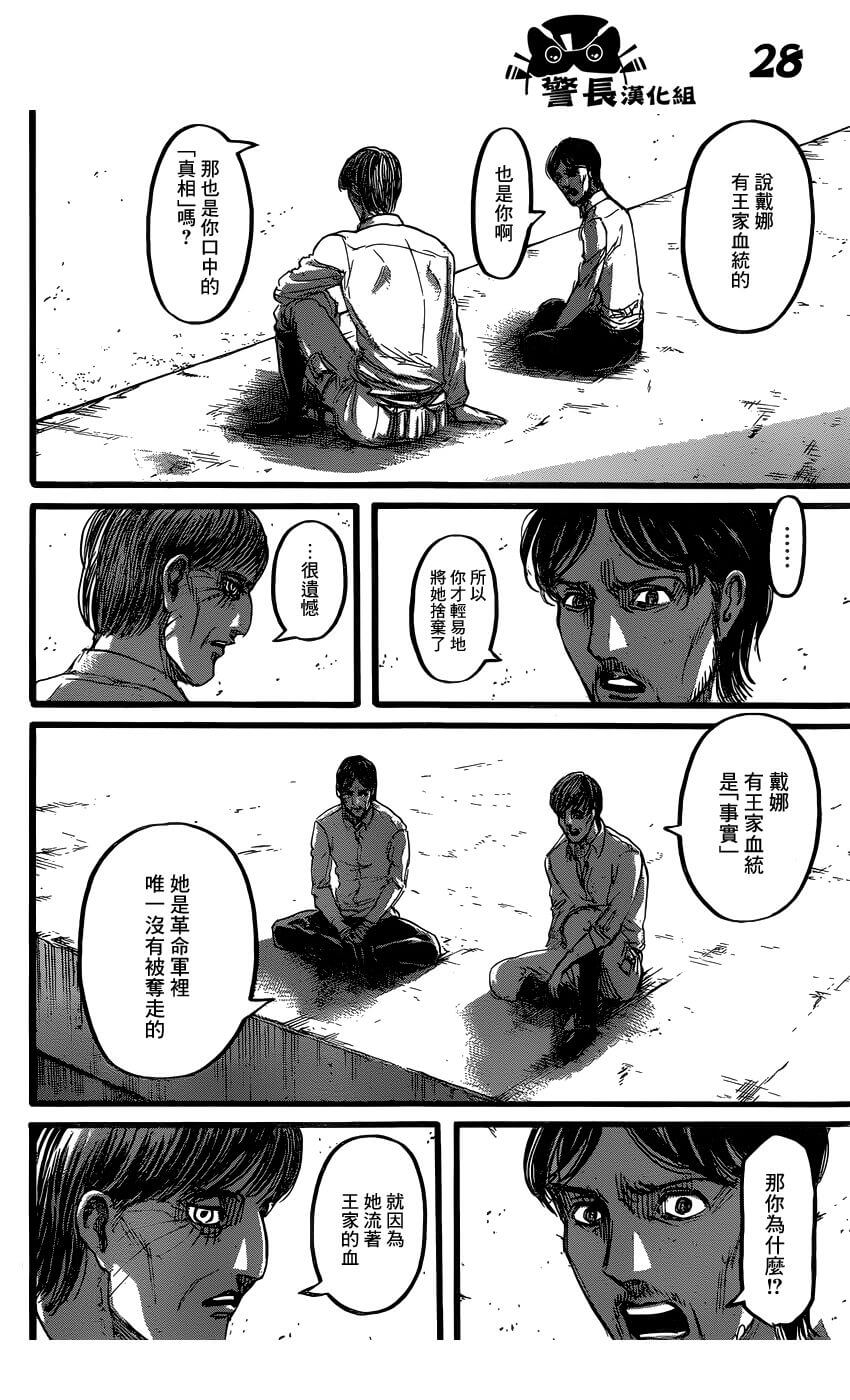 警長漢化組
28
說戴娜
有王家血統的
也是你啊
那也是你口中的
「真相」嗎?
……
所以
你才輕易地
將她捨棄了
…很遺憾
戴娜
有王家血統
是「事實」
她是革命軍裡
唯一沒有被奪走的
那你為什麼!?
就因為
她流著
王家的血